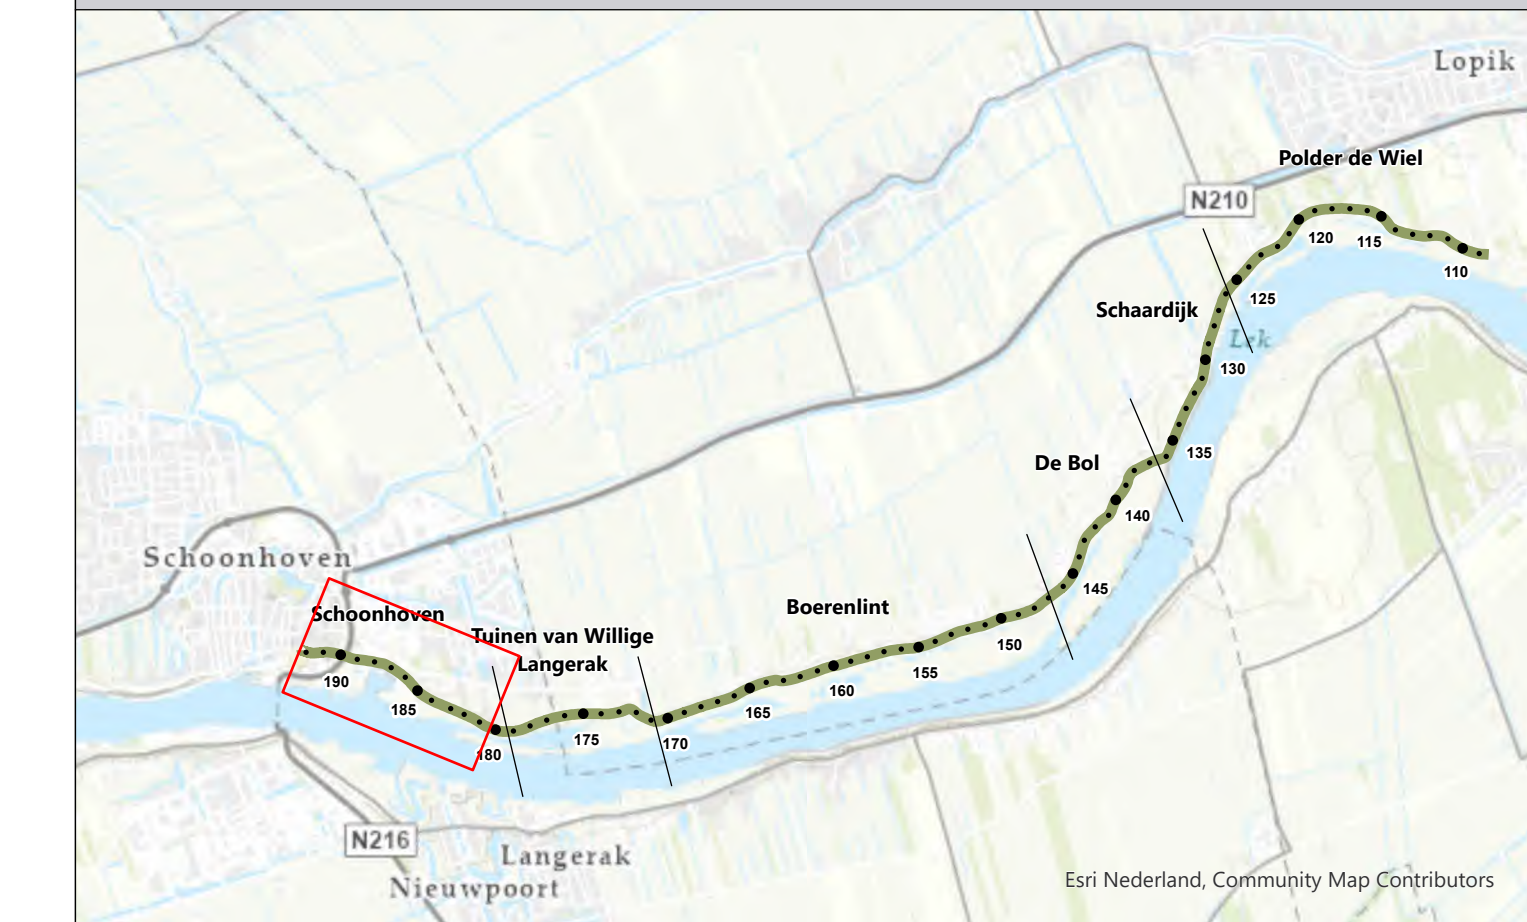 Lopik
Polder de Wiel
N210
120
115
110
125
Schaardijk
Lek
130
135
De Bol
140
Schoonhoven
145
Schoonhoven
Boerenlint
Tuinen van Willige
Langerak
150
155
190
160
185
165
175
170
180
N216
Langerak
Nieuwpoort
Esri Nederland, Community Map Contributors